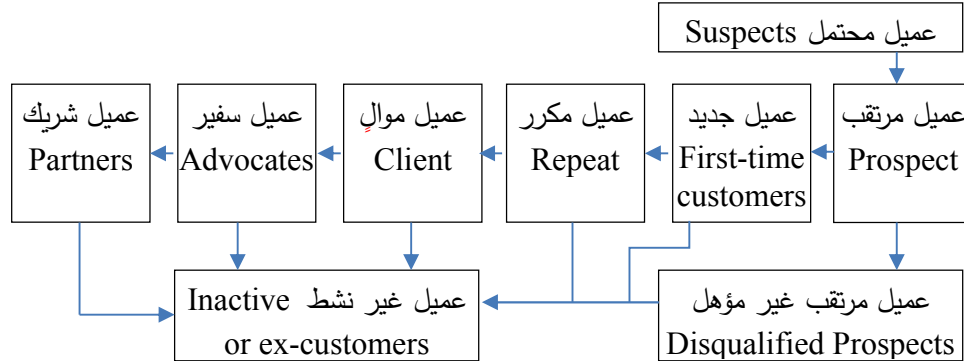 عميل محتمل Suspects
عميل مرتقب
Prospect
عميل جديد
First-time
customers
عميل مكرر
Repeat
عميل موالٍ
Client
عميل سفير
Advocates
عميل شريك
Partners
عميل مرتقب غير مؤهل
Disqualified Prospects
عميل غير نشط Inactive
or ex-customers